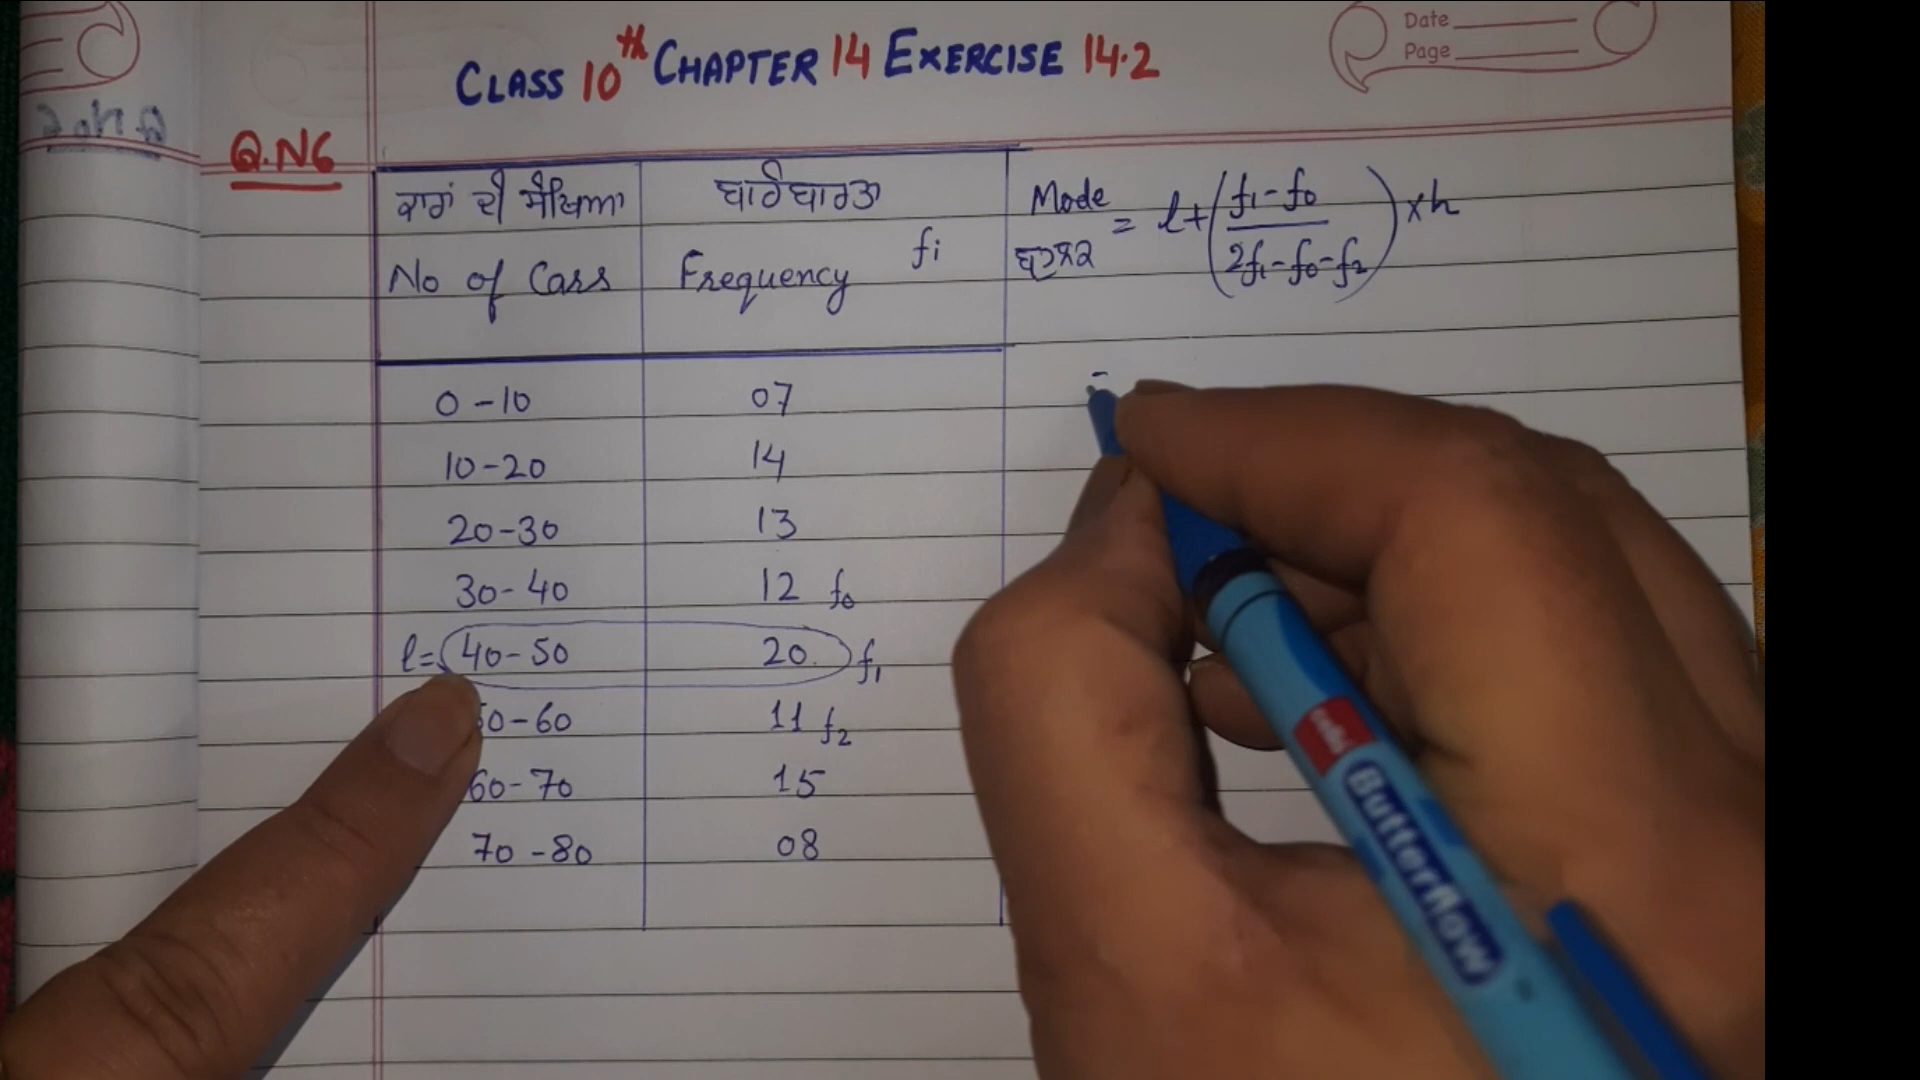 Date
Page
CLASS 10th CHAPTER 14 EXERCISE 14.2
Q.N6
ਕਾਰਾਂ ਦੀ ਸੰਖਿਆ
ਬਾਰੰਬਾਰਤਾ
No of Cars
Frequency fi
Mode
ਬਹੁਲਕ
= l+(f₁-f₀/2f₁-f₀-f₂)×h
0-10 07
10-20 14
20-30 13
30-40 12 f₀
l= 40-50 20 f₁
50-60 11 f₂
60-70 15
70-80 08
cello
Butterflow